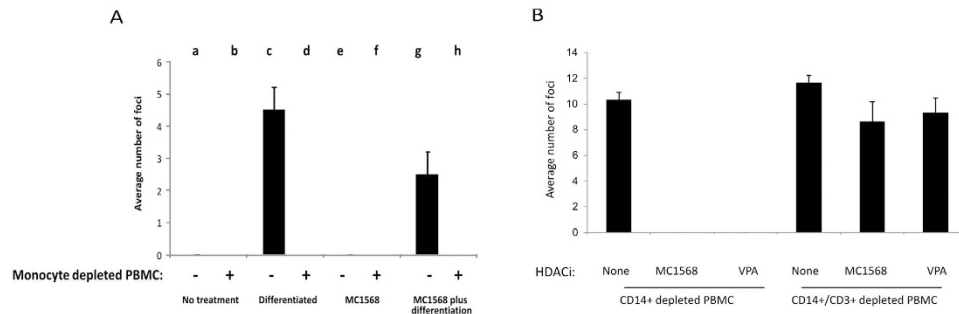 A
a b c d e f g h
Average number of foci
6
5
4
3
2
1
0
Monocyte depleted PBMC: - + - + - + - +
No treatment Differentiated MC1568 MC1568 plus
differentiation
B
Average number of foci
14
12
10
8
6
4
2
0
HDACi: None MC1568 VPA None MC1568 VPA
CD14+ depleted PBMC CD14+/CD3+ depleted PBMC